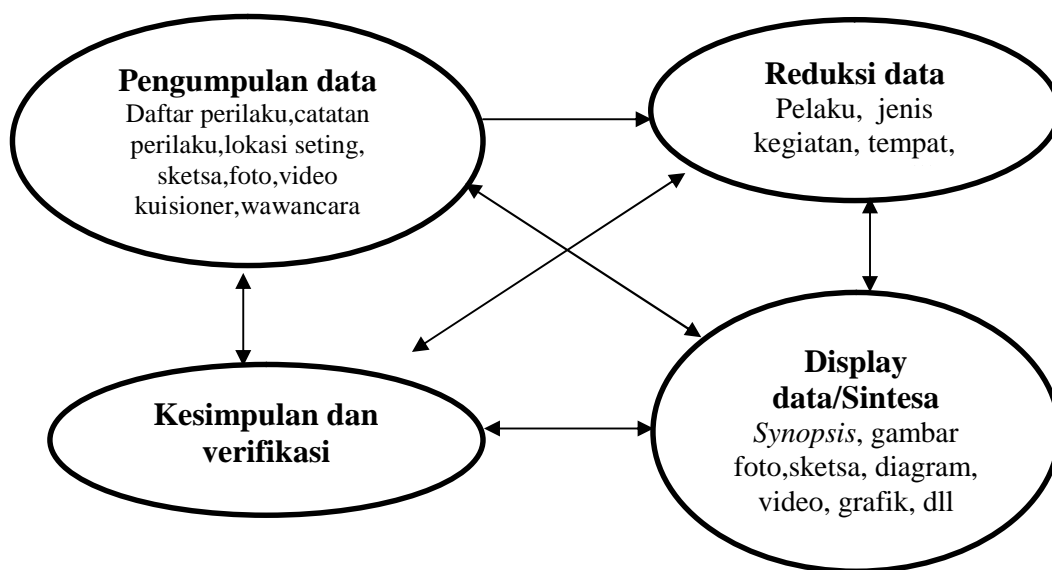 Pengumpulan data
Daftar perilaku,catatan
perilaku,lokasi seting,
sketsa,foto,video
kuisioner,wawancara
Reduksi data
Pelaku, jenis
kegiatan, tempat,
Kesimpulan dan
verifikasi
Display
data/Sintesa
Synopsis, gambar
foto,sketsa, diagram,
video, grafik, dll